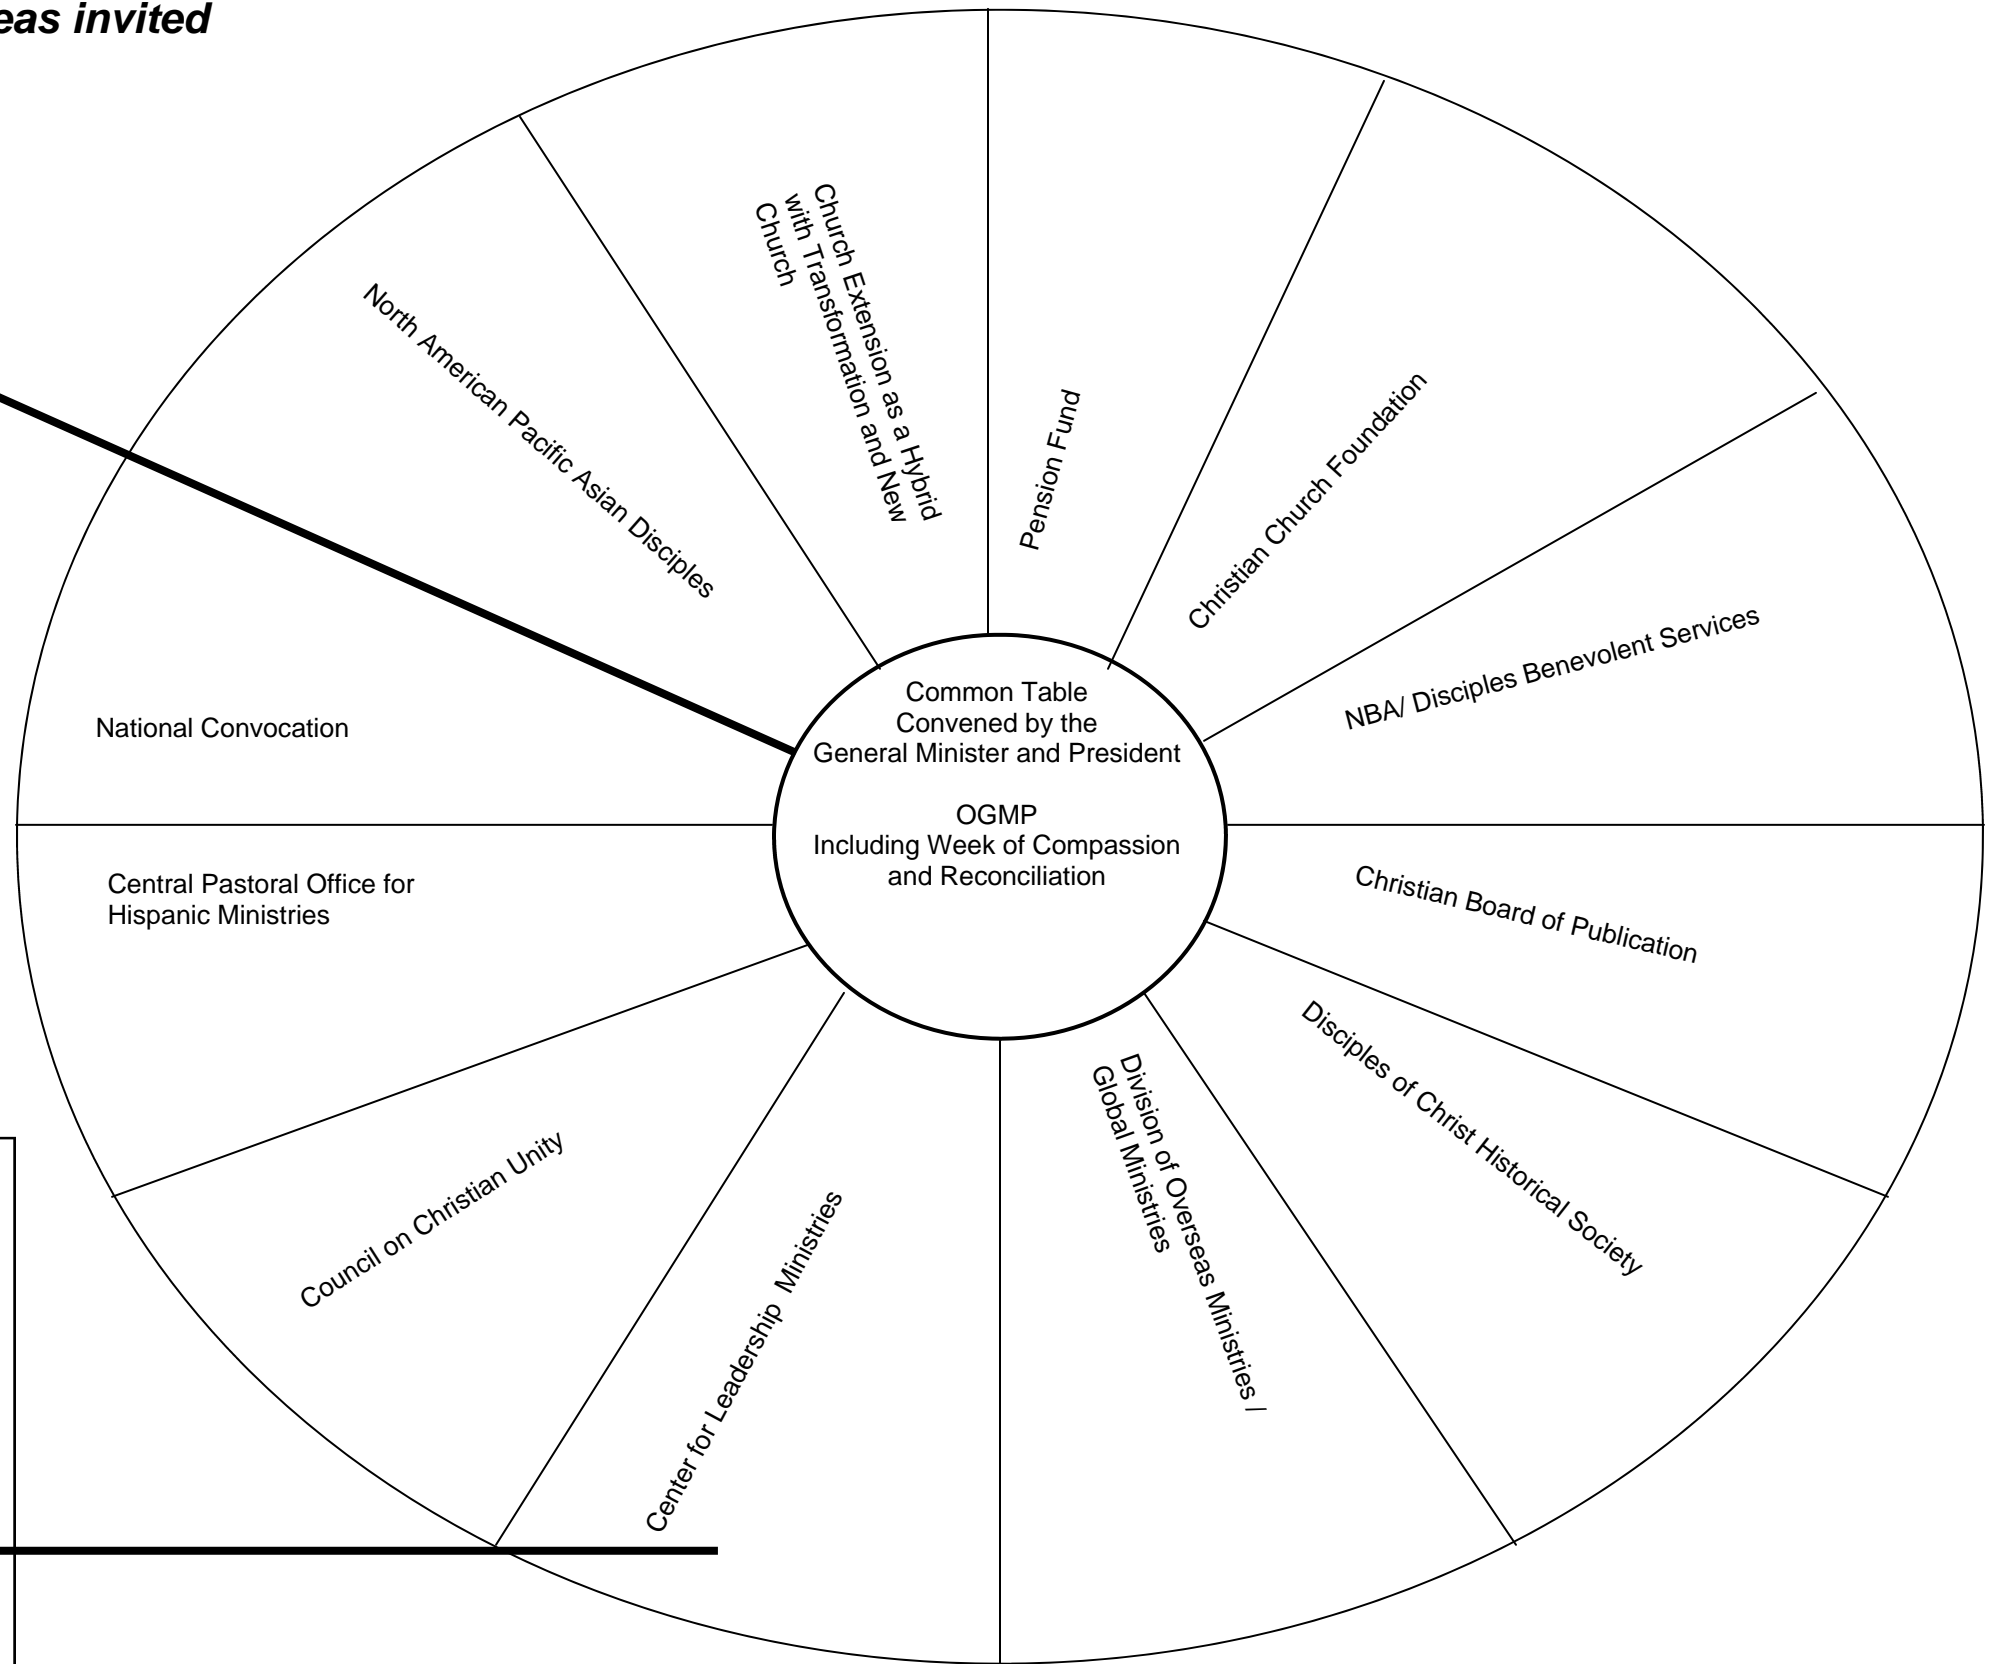 eas invited
Church Extension as a Hybrid
with Transformation and New
Church
Pension Fund
Christian Church Foundation
NBA/ Disciples Benevolent Services
Christian Board of Publication
Disciples of Christ Historical Society
Division of Overseas Ministries /
Global Ministries
Center for Leadership  Ministries
Council on Christian Unity
Central Pastoral Office for
Hispanic Ministries
National Convocation
North American Pacific Asian Disciples
Common Table
Convened by the
General Minister and President
OGMP
Including Week of Compassion
and Reconciliation